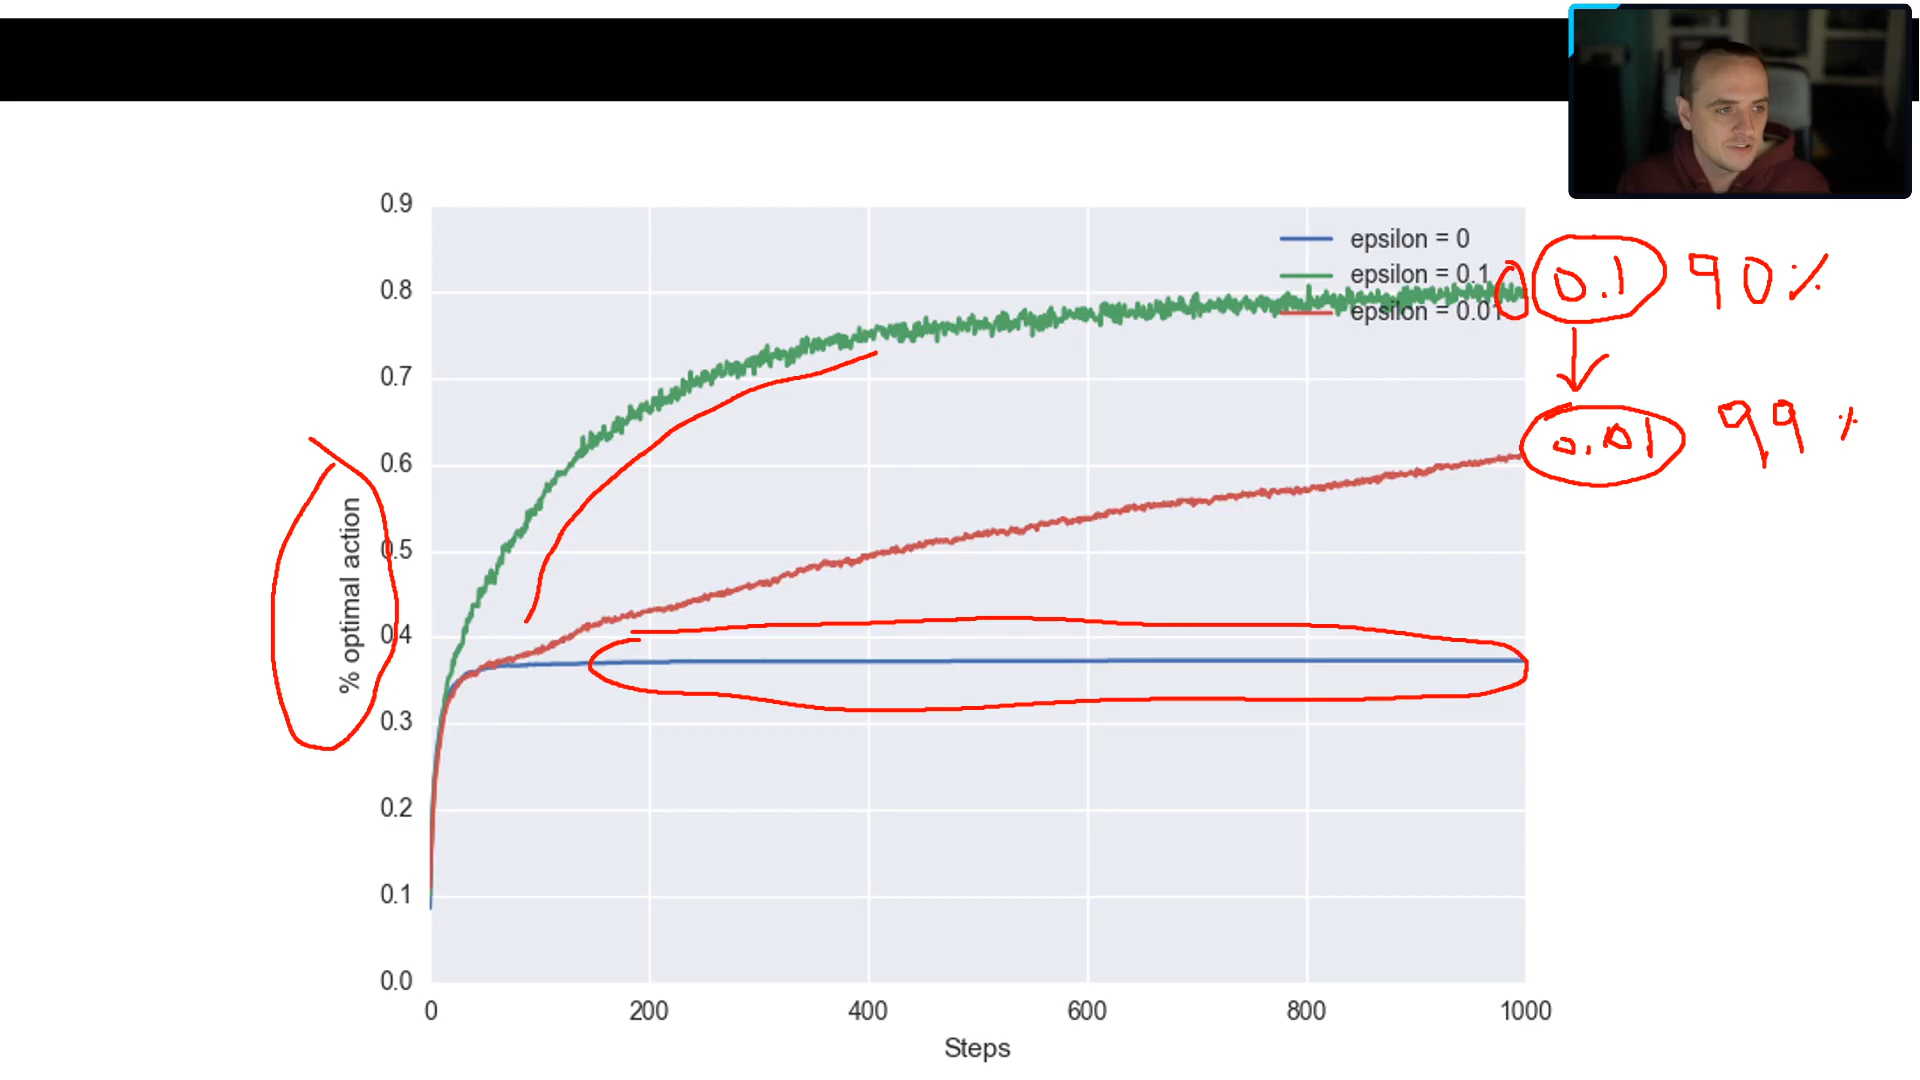 0.9
epsilon = 0
epsilon = 0.1
0.1 90%
0.8
epsilon = 0.01
0.7
0.01 99%
0.6
% optimal action
0.5
0.4
0.3
0.2
0.1
0.0
0 200 400 600 800 1000
Steps